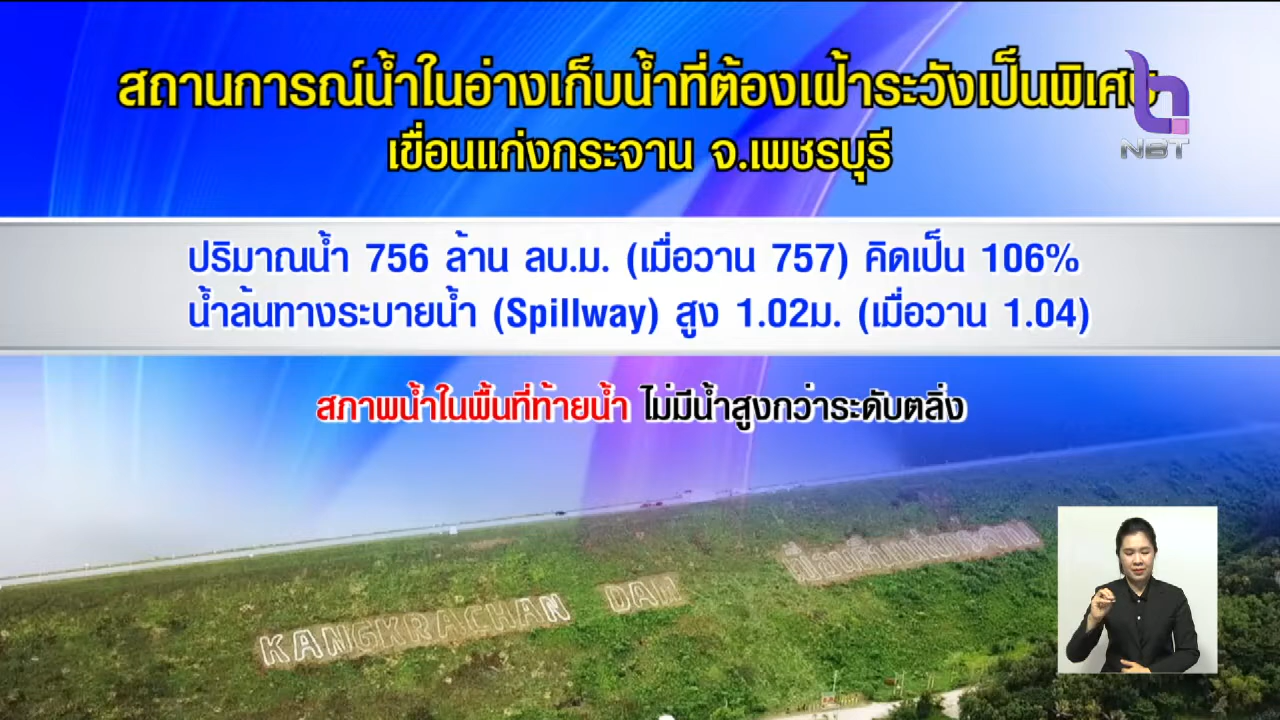 สถานการณ์น้ำในอ่างเก็บน้ำที่ต้องเฝ้าระวังเป็นพิเศษ
NBT
เขื่อนแก่งกระจาน จ.เพชรบุรี
ปริมาณน้ำ 756 ล้าน ลบ.ม. (เมื่อวาน 757) คิดเป็น 106%
น้ำล้นทางระบายน้ำ (Spillway) สูง 1.02ม. (เมื่อวาน 1.04)
สภาพน้ำในพื้นที่ท้ายน้ำ ไม่มีน้ำสูงกว่าระดับตลิ่ง
KANGKRACHAN DAM